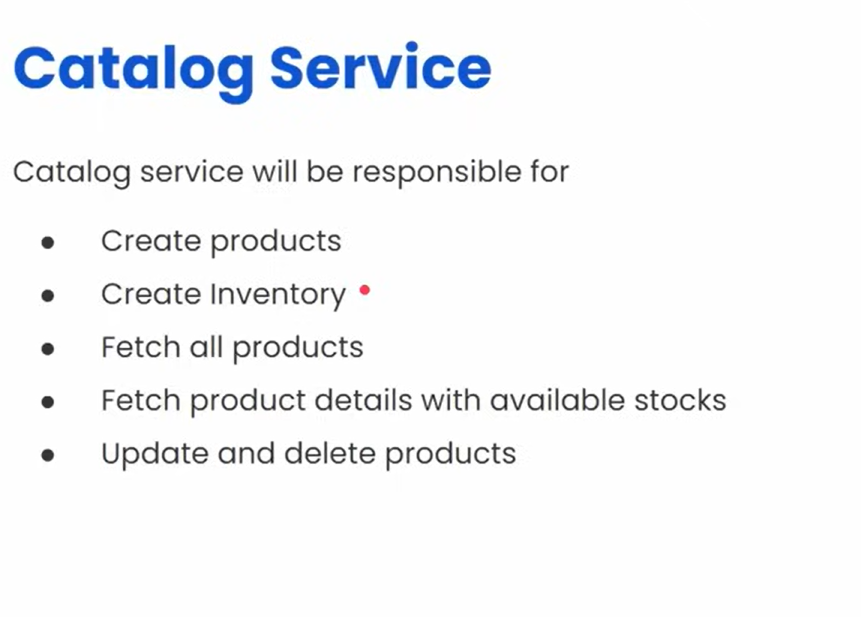 Catalog Service
Catalog service will be responsible for
● Create products
● Create Inventory
● Fetch all products
● Fetch product details with available stocks
● Update and delete products